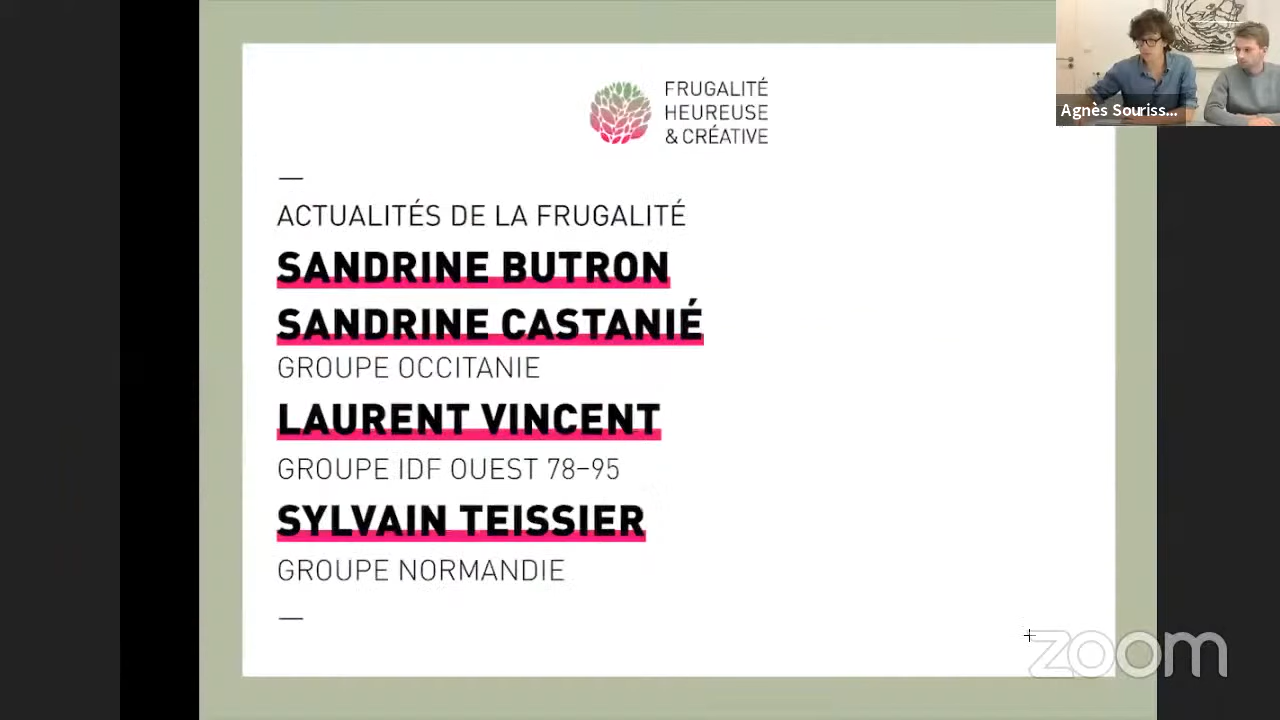 FRUGALITÉ
HEUREUSE
& CRÉATIVE
Agnès Souriss...
ACTUALITÉS DE LA FRUGALITÉ
SANDRINE BUTRON
SANDRINE CASTANIÉ
GROUPE OCCITANIE
LAURENT VINCENT
GROUPE IDF OUEST 78–95
SYLVAIN TEISSIER
GROUPE NORMANDIE
zoom